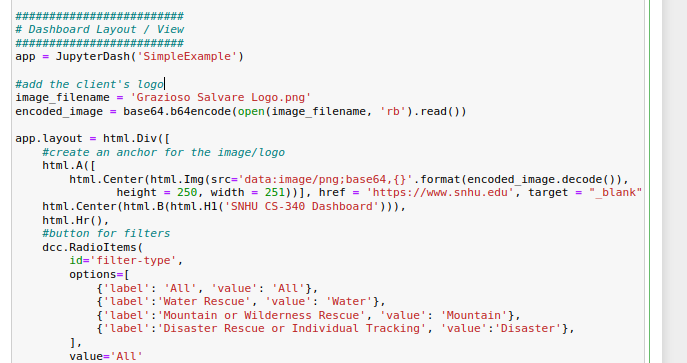 #########################
# Dashboard Layout / View
#########################
app = JupyterDash('SimpleExample')
#add the client's logo
image_filename = 'Grazioso Salvare Logo.png'
encoded_image = base64.b64encode(open(image_filename, 'rb').read())
app.layout = html.Div([
    #create an anchor for the image/logo
    html.A([
        html.Center(html.Img(src='data:image/png;base64,{}'.format(encoded_image.decode()),
               height = 250, width = 251))], href = 'https://www.snhu.edu', target = "_blank"
    html.Center(html.B(html.H1('SNHU CS-340 Dashboard'))),
    html.Hr(),
    #button for filters
    dcc.RadioItems(
        id='filter-type',
        options=[
            {'label': 'All', 'value': 'All'},
            {'label':'Water Rescue', 'value': 'Water'},
            {'label':'Mountain or Wilderness Rescue', 'value': 'Mountain'},
            {'label':'Disaster Rescue or Individual Tracking', 'value':'Disaster'},
        ],
        value='All'